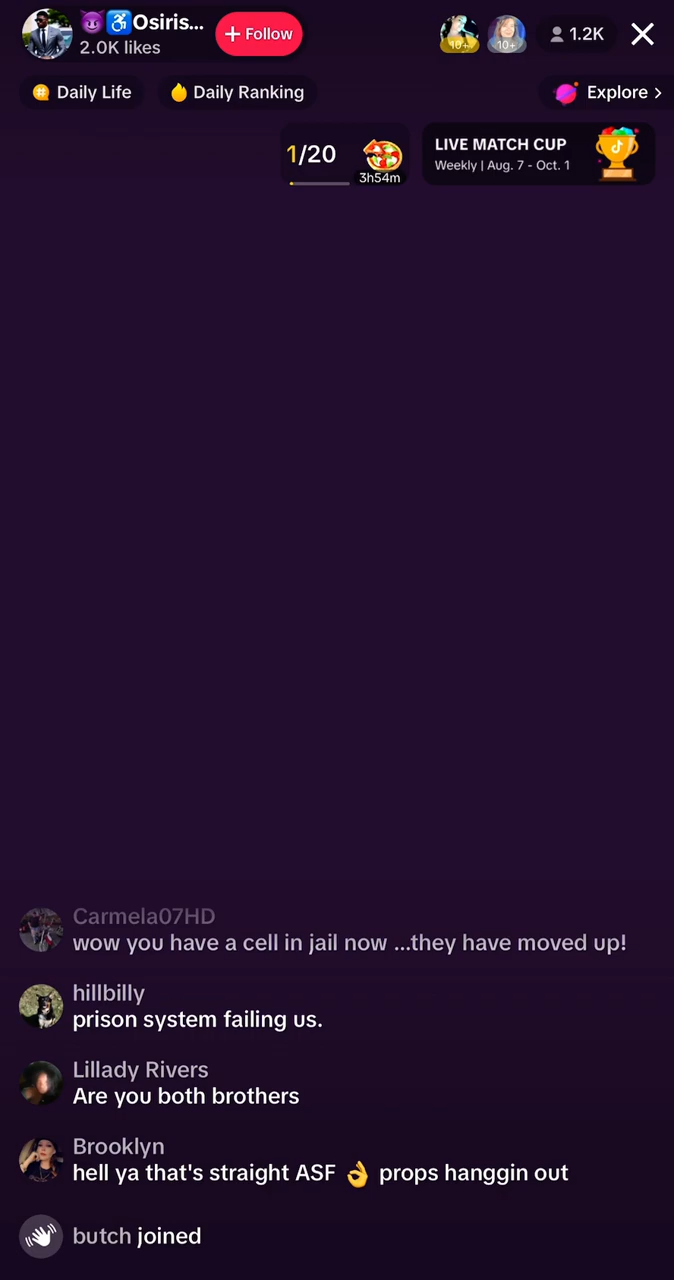 😈♿Osiris...
2.0K likes
+ Follow
10+
10+
1.2K
Daily Life
Daily Ranking
Explore >
1/20
3h54m
LIVE MATCH CUP
Weekly | Aug. 7 - Oct. 1
Carmela07HD
wow you have a cell in jail now ...they have moved up!
hillbilly
prison system failing us.
Lillady Rivers
Are you both brothers
Brooklyn
hell ya that's straight ASF 👌 props hanggin out
butch joined